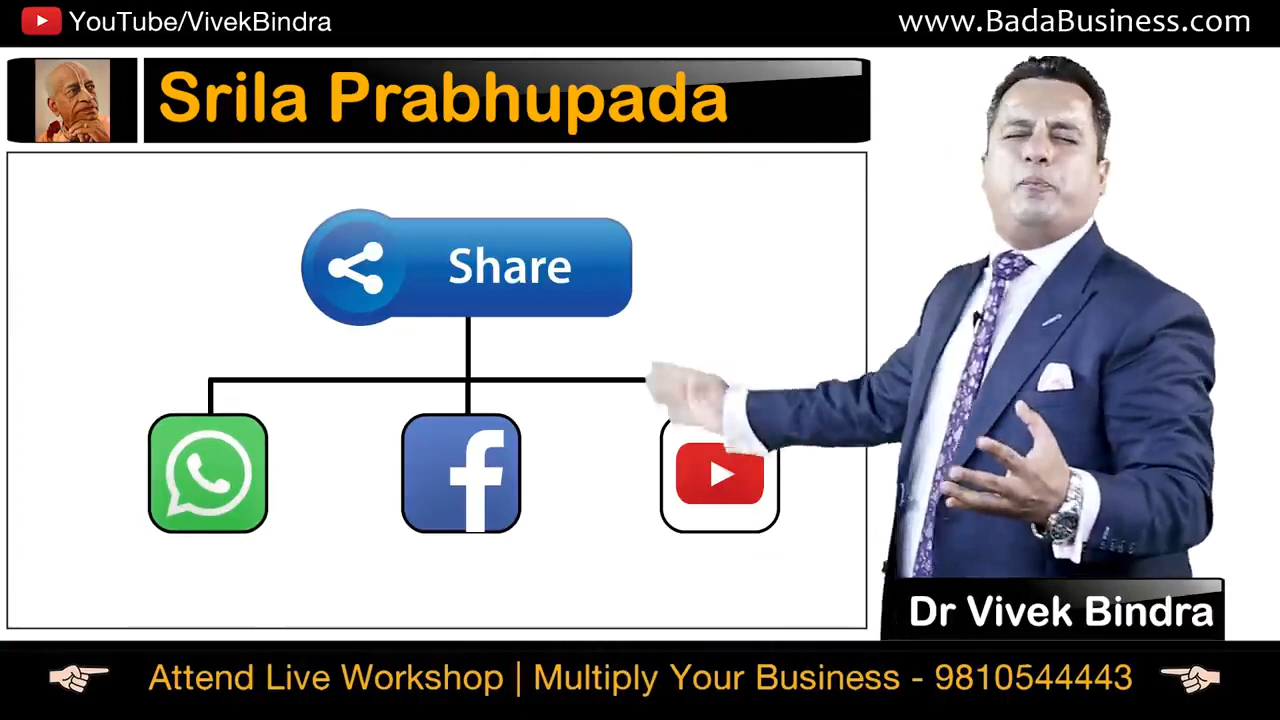 YouTube/VivekBindra
www.BadaBusiness.com
Srila Prabhupada
Share
Dr Vivek Bindra
Attend Live Workshop | Multiply Your Business - 9810544443